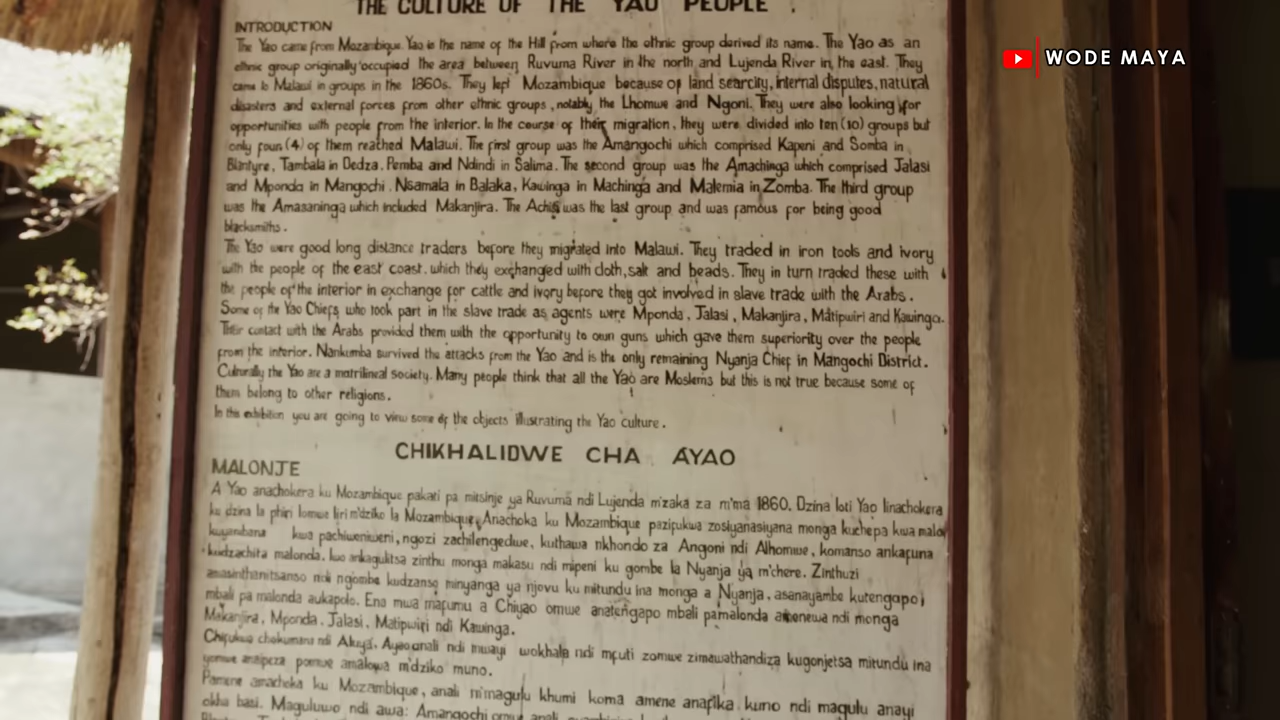 THE CULTURE OF THE YAO PEOPLE.
WODE MAYA
INTRODUCTION
The Yao came from Mozambique. Yao is the name of the Hill from where the ethnic group derived its name. The Yao as an
ethnic group originally occupied the area between Ruvuma River in the north and Lujenda River in, the east. They
came to Malawi in groups in the 1860s. They left Mozambique because of land searcity, internal disputes, natural
disasters and external forces from other ethnic groups, notably the Lhomwe and Ngoni. They were also looking for
opportunities with people from the interior. In the course of their migration, they were divided into ten (10) groups but
only four (4) of them reached Malawi. The first group was the Amangochi which comprised Kapeni and Somba in
Blantyre, Tambala in Dedza, Pemba and Ndindi in Salima. The second group was the Amachinga which comprised Jalasi
and Mponda in Mangochi. Nsamala in Balaka, Kawinga in Machinga and Malemia in Zomba. The third group
was the Amasaninga which included Makanjira. The Achisi was the last group and was famous for being good
blacksmiths.
The Yao were good long distance traders before they migrated into Malawi. They traded in iron tools and ivory
with the people of the east coast, which they exchanged with cloth, salt and beads. They in turn traded these with
the people of the interior in exchange for cattle and ivory before they got involved in slave trade with the Arabs.
Some of the Yao Chiefs who took part in the slave trade as agents were Mponda, Jalasi, Makanjira, Matipwiri and Kawinga.
Their contact with the Arabs provided them with the opportunity to own guns which gave them superiority over the people
from the interior. Nankumba survived the attacks from the Yao and is the only remaining Nyanja Chief in Mangochi District.
Culturally the Yao are a matrilineal society. Many people think that all the Yao are Moslems but this is not true because some of
them belong to other religions.
In this exhibition you are going to view some of the objects illustrating the Yao culture.
CHIKHALIDWE CHA AYAO
MALONJE
A Yao anachokera ku Mozambique pakati pa mitsinje ya Ruvuma ndi Lujenda m'zaka za m'ma 1860. Dzina loti Yao linachokera
ku dzina la phiri lomwe liri m'dziko la Mozambique. Anachoka ku Mozambique pazifukwa zosiyanasiyana monga kuchepa kwa malo,
kuyambana kwa pachiweniweni, ngozi zachilengedwe, kuthawa nkhondo za Angoni ndi Alhomwe, komanso ankafuna
kudzachita malonda. Iwo ankagulitsa zinthu monga makasu ndi mipeni ku gombe la Nyanja ya m'chere. Zinthuzi
amasinthanitsanso ndi ngombe kudzanso minyanga ya njovu ku mitundu ina monga a Nyanja, asanayambe kutengapo
mbali pa malonda aukapolo. Ena mwa mafumu a Chiyao omwe anatengapo mbali pamalonda amenewa ndi monga
Makanjira, Mponda, Jalasi, Matipwiri ndi Kawinga.
Chifukwa chokumana ndi Aluya, Ayao anali ndi mwayi wokhala ndi mfuti zomwe zimawathandiza kugonjetsa mitundu ina
yomwe anaipeza pomwe amalowa m'dziko muno.
Pamene amachoka ku Mozambique, anali m'magulu khumi koma amene anafika kuno ndi magulu anayi
okha basi. Maguluwo ndi awa: Amangochi omwe anali